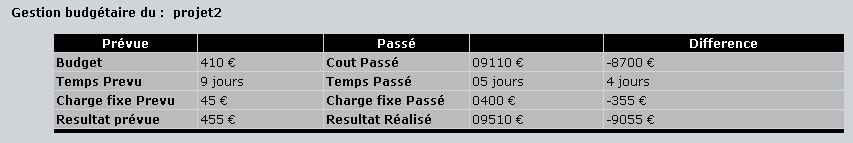 Gestion budgétaire du : projet2
Prévue Passé Difference
Budget 410 € Cout Passé 09110 € -8700 €
Temps Prevu 9 jours Temps Passé 05 jours 4 jours
Charge fixe Prevu 45 € Charge fixe Passé 0400 € -355 €
Resultat prévue 455 € Resultat Réalisé 09510 € -9055 €